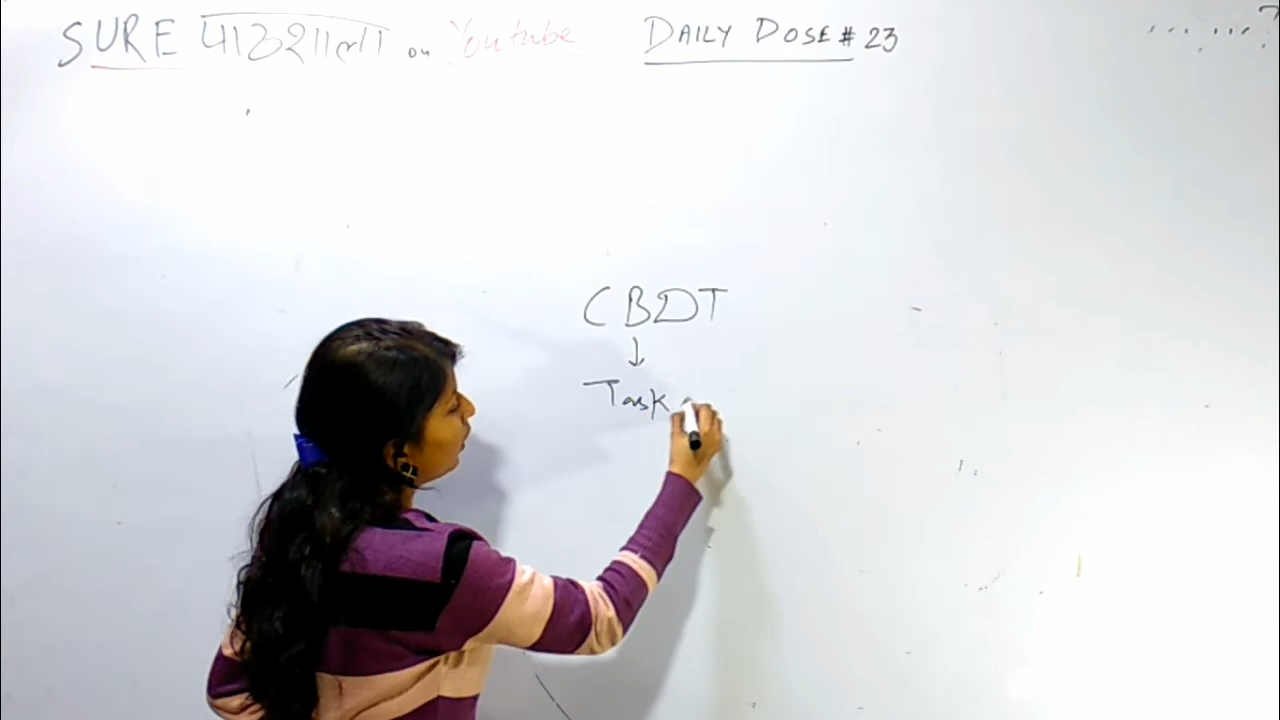 SURE पाठशाला on Youtube DAILY DOSE # 23
CBDT
↓
Task